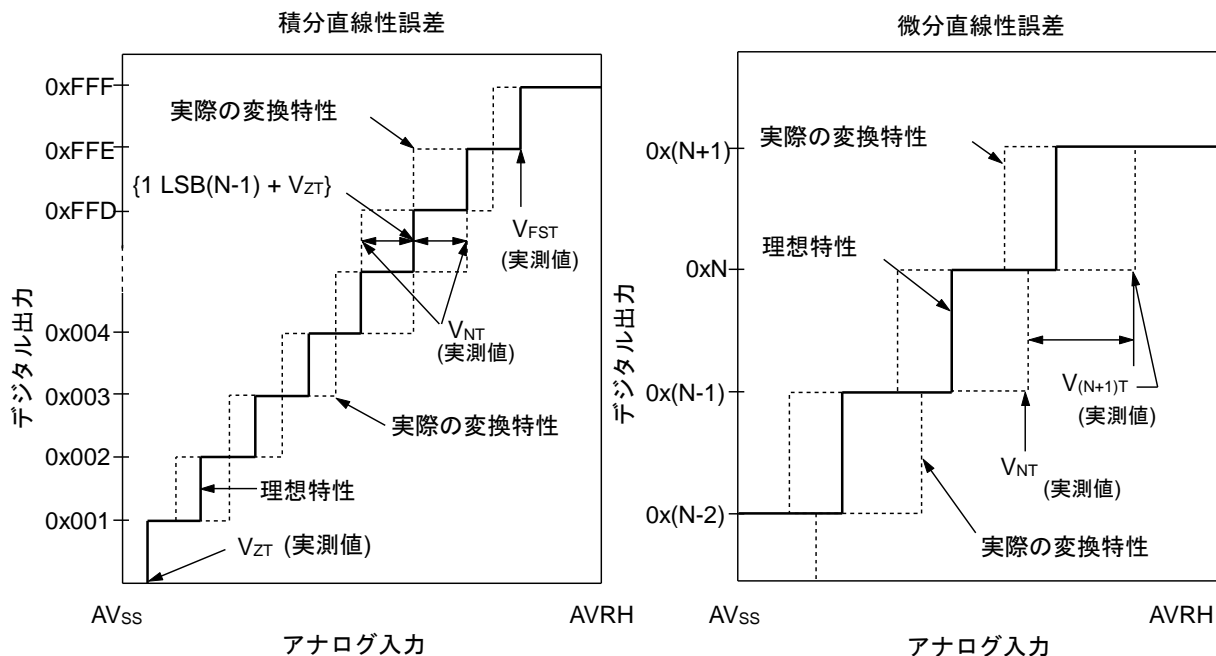 積分直線性誤差
0xFFF
実際の変換特性
0xFFE
{1 LSB(N-1) + VZT}
0xFFD
VFST
(実測値)
VNT
(実測値)
0x004
0x003
実際の変換特性
0x002
理想特性
0x001
VZT (実測値)
デジタル出力
AVSS
AVRH
アナログ入力
微分直線性誤差
実際の変換特性
0x(N+1)
理想特性
0xN
V(N+1)T
(実測値)
0x(N-1)
VNT
(実測値)
0x(N-2)
実際の変換特性
デジタル出力
AVSS
AVRH
アナログ入力